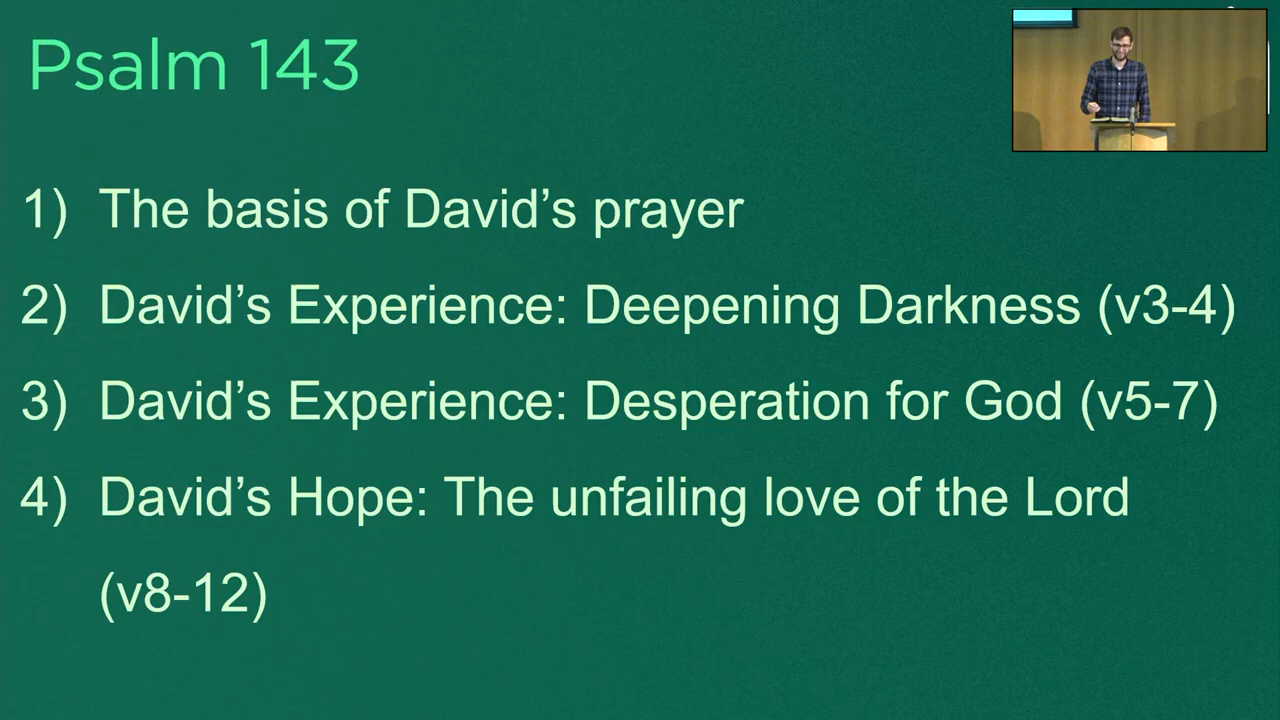 Psalm 143
1) The basis of David’s prayer
2) David’s Experience: Deepening Darkness (v3-4)
3) David’s Experience: Desperation for God (v5-7)
4) David’s Hope: The unfailing love of the Lord
(v8-12)